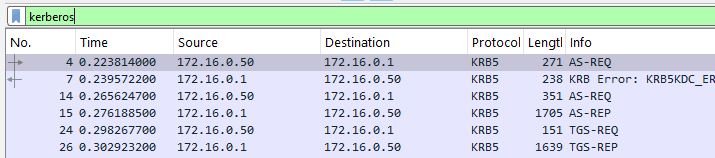 kerberos
No. Time Source Destination Protocol Lengtl Info
4 0.223814000 172.16.0.50 172.16.0.1 KRB5 271 AS-REQ
7 0.239572200 172.16.0.1 172.16.0.50 KRB5 238 KRB Error: KRB5KDC_ER
14 0.265624700 172.16.0.50 172.16.0.1 KRB5 351 AS-REQ
15 0.276188500 172.16.0.1 172.16.0.50 KRB5 1705 AS-REP
24 0.298267700 172.16.0.50 172.16.0.1 KRB5 151 TGS-REQ
26 0.302923200 172.16.0.1 172.16.0.50 KRB5 1639 TGS-REP